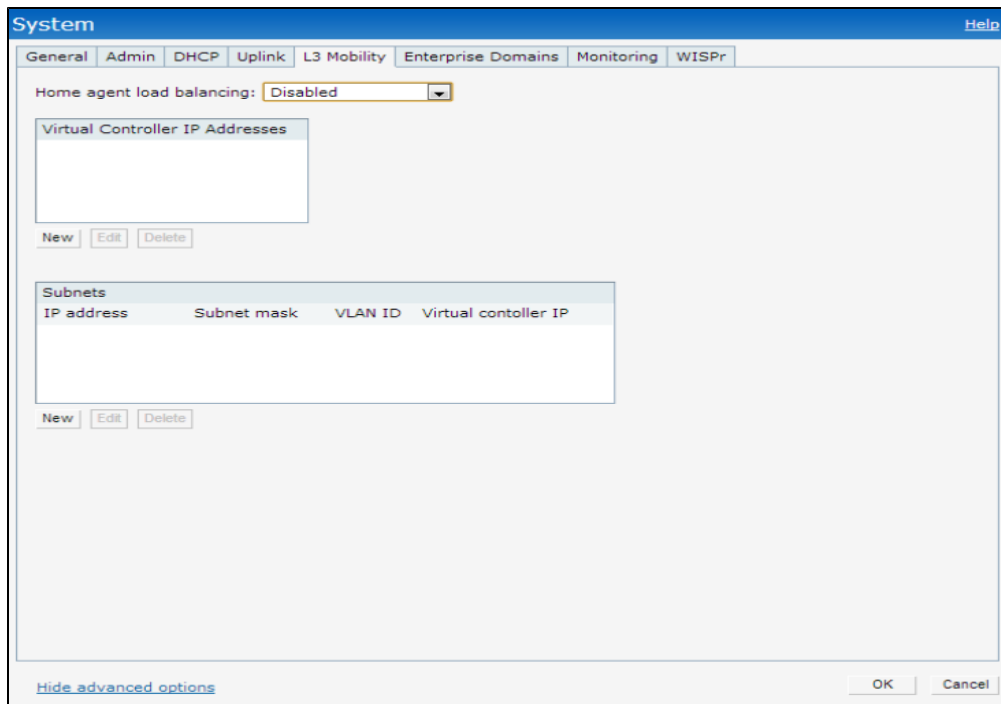 System Help
General Admin DHCP Uplink L3 Mobility Enterprise Domains Monitoring WISPr
Home agent load balancing: Disabled
Virtual Controller IP Addresses
New Edit Delete
Subnets
IP address Subnet mask VLAN ID Virtual contoller IP
New Edit Delete
Hide advanced options OK Cancel